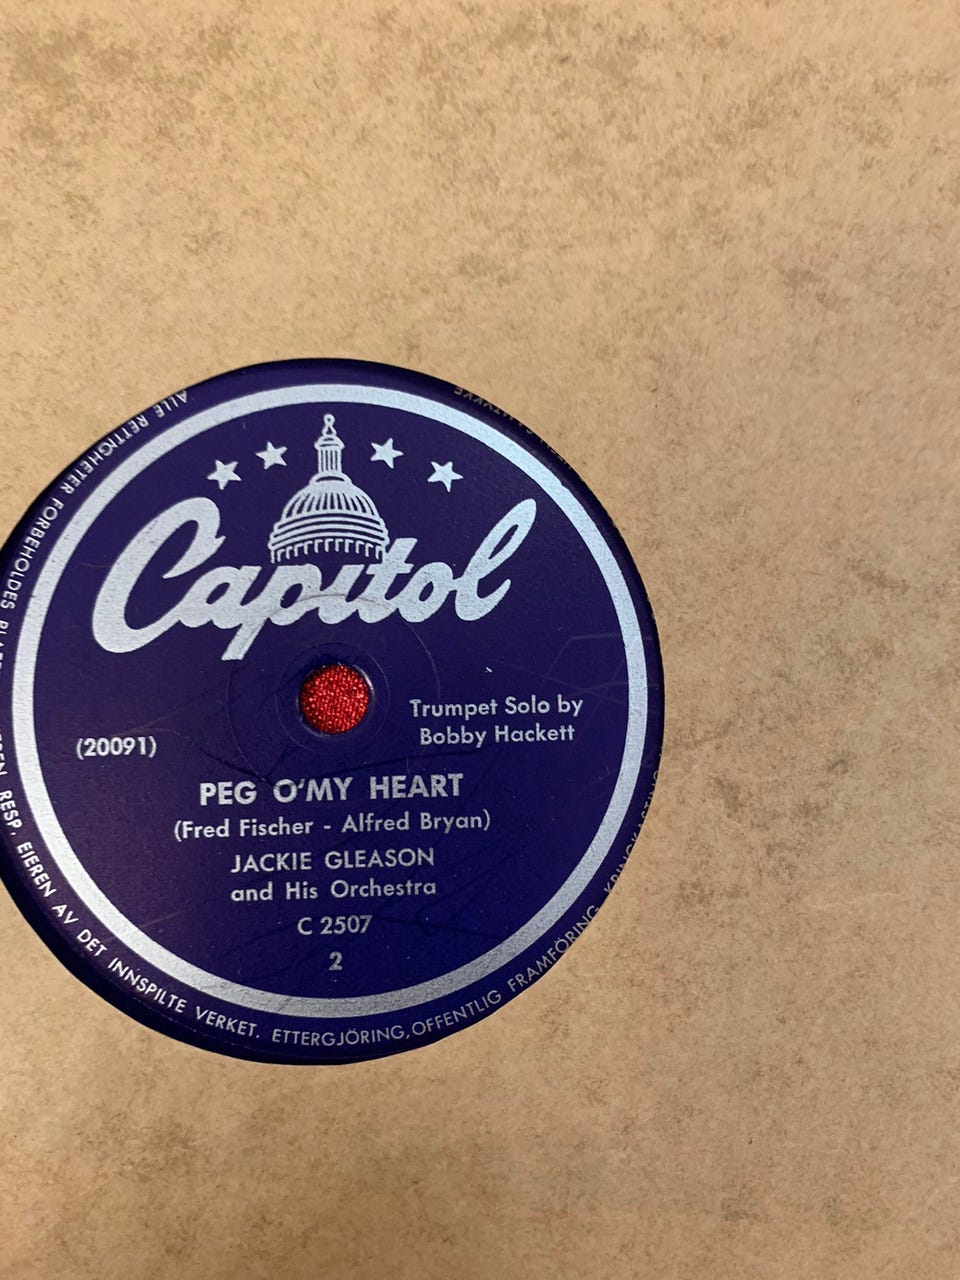 Capitol
Trumpet Solo by
Bobby Hackett
(20091)
PEG O'MY HEART
(Fred Fischer - Alfred Bryan)
JACKIE GLEASON
and His Orchestra
C 2507
2
ALLE RETTIGHETER FORBEHOLDES RESP. EIEREN AV DET INNSPILTE VERKET. ETTERGJÖRING, OFFENTLIG FRAMFÖRING, KRINGKASTING